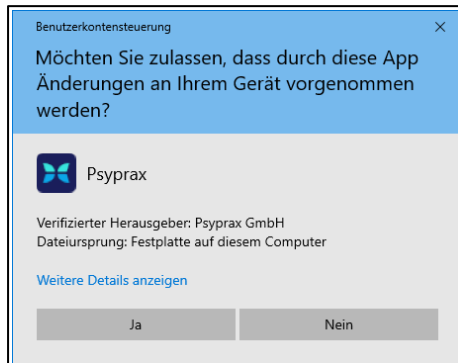 Benutzerkontensteuerung
Möchten Sie zulassen, dass durch diese App
Änderungen an Ihrem Gerät vorgenommen
werden?
Psyprax
Verifizierter Herausgeber: Psyprax GmbH
Dateiursprung: Festplatte auf diesem Computer
Weitere Details anzeigen
Ja Nein